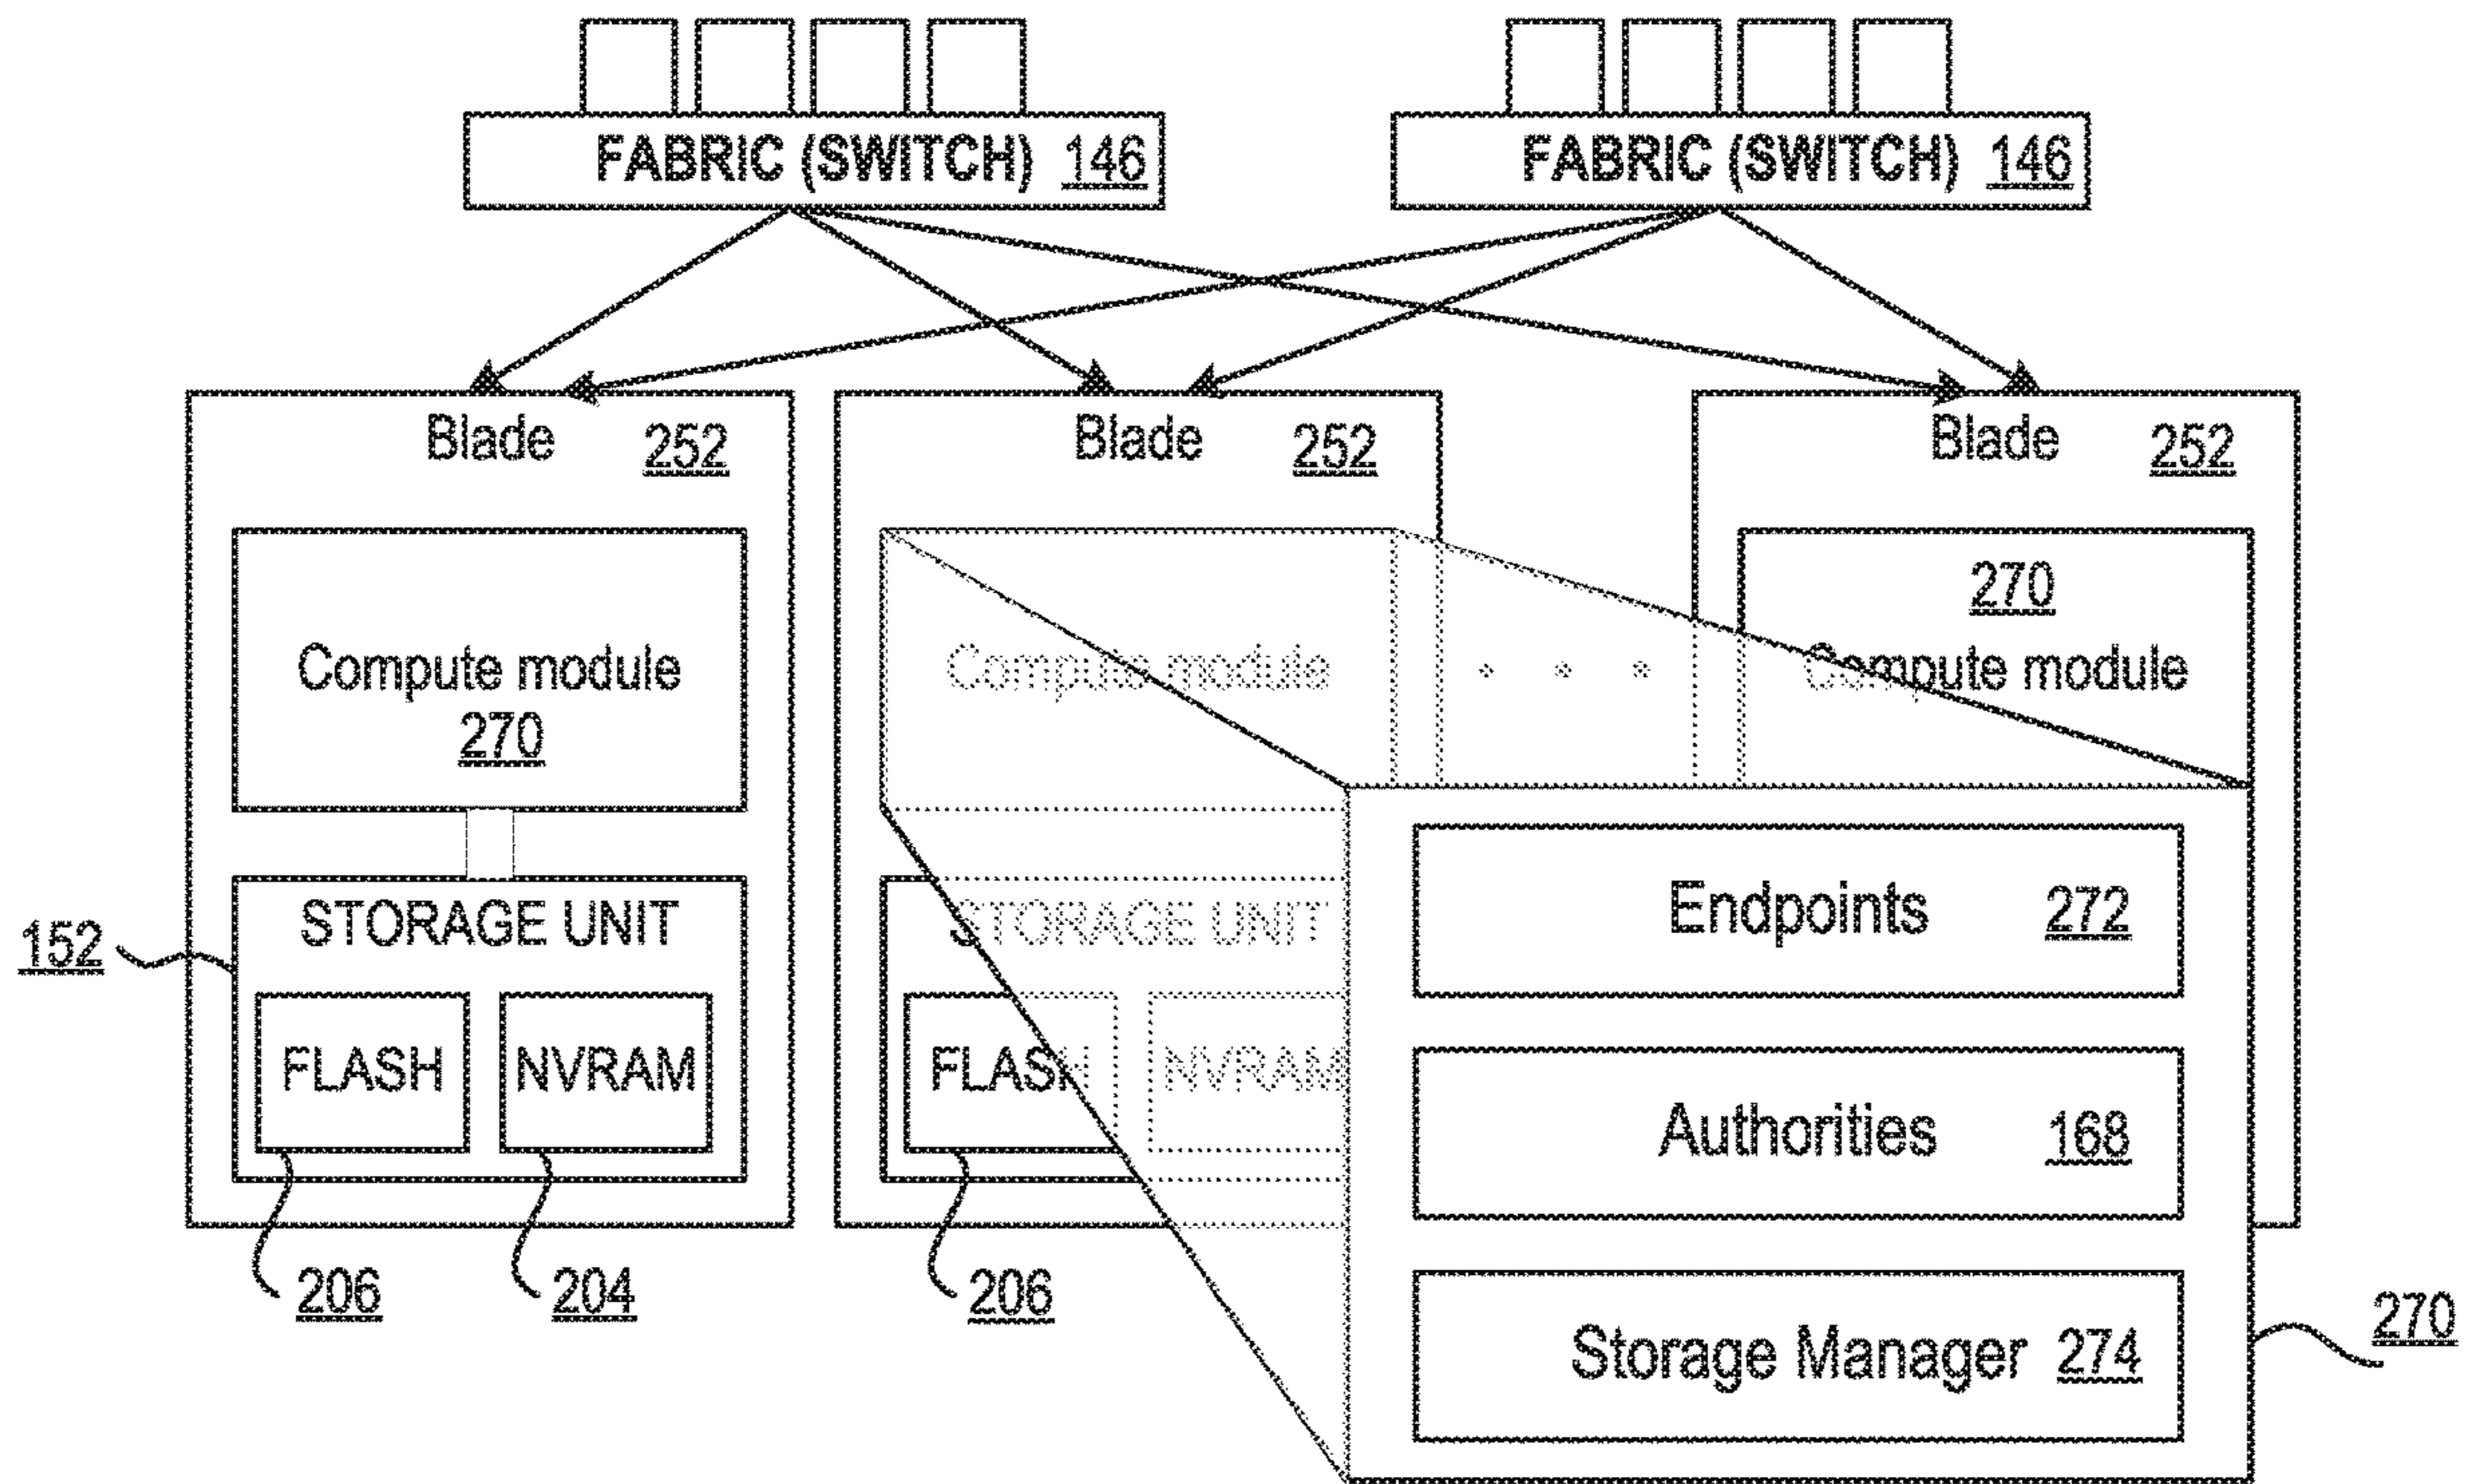 FABRIC (SWITCH) 146
FABRIC (SWITCH) 146
Blade 252
Blade 252
Blade 252
Compute module
270
Compute module
270
Compute module
152
STORAGE UNIT
FLASH
NVRAM
206
204
STORAGE UNIT
FLASH
NVRAM
206
Endpoints 272
Authorities 168
Storage Manager 274
270